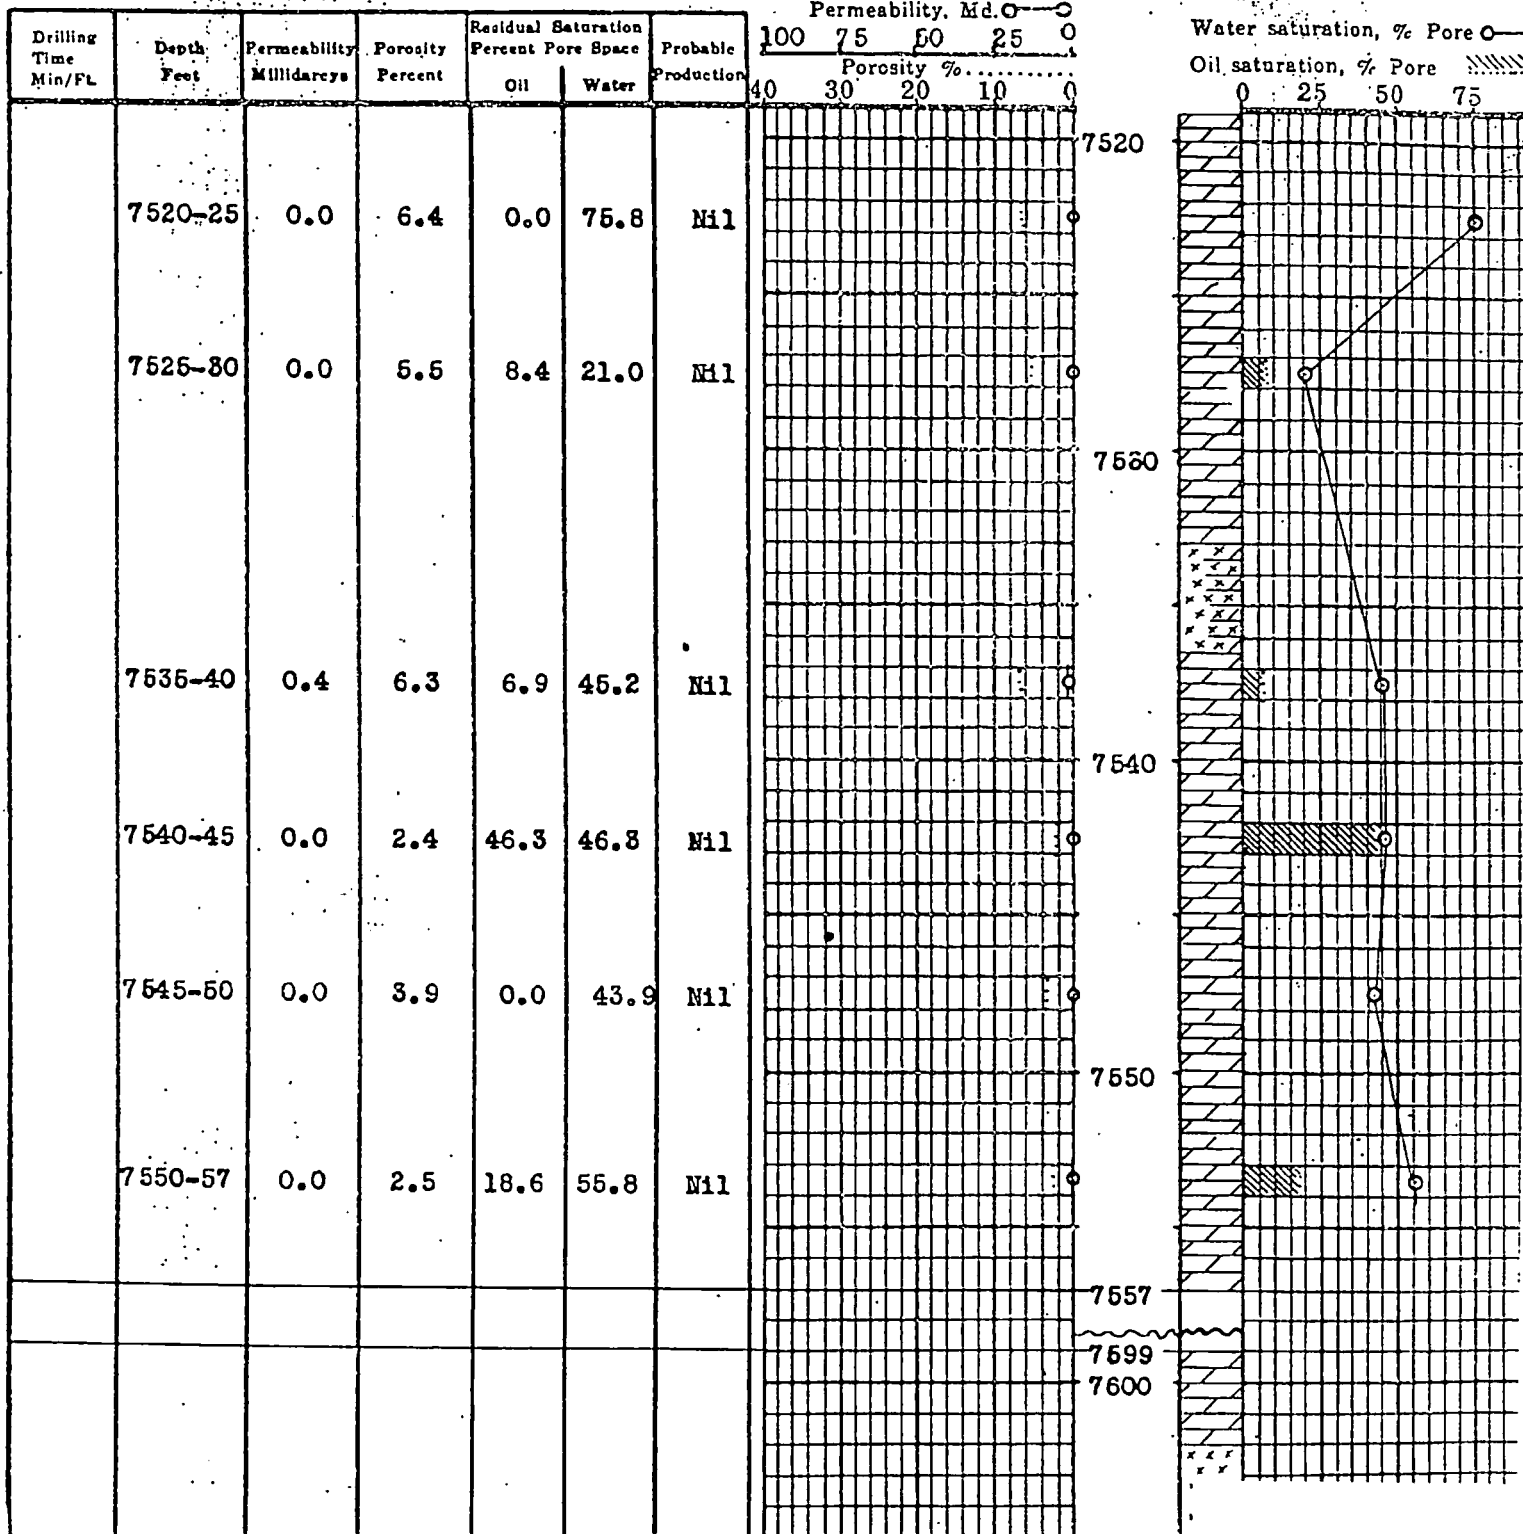 Drilling Time Min/Ft.
Depth Feet
Permeability Millidarcys
Porosity Percent
Residual Saturation Percent Pore Space
Oil
Water
Probable Production
Permeability, Md.
100 75 50 25 0
Porosity %
40 30 20 10 0
Water saturation, % Pore
Oil saturation, % Pore
0 25 50 75
7520
7520-25 0.0 6.4 0.0 75.8 Nil
7525-30 0.0 5.5 8.4 21.0 Nil
7530
7535-40 0.4 6.3 6.9 45.2 Nil
7540
7540-45 0.0 2.4 46.3 46.8 Nil
7545-50 0.0 3.9 0.0 43.9 Nil
7550
7550-57 0.0 2.5 18.6 55.8 Nil
7557
7599
7600